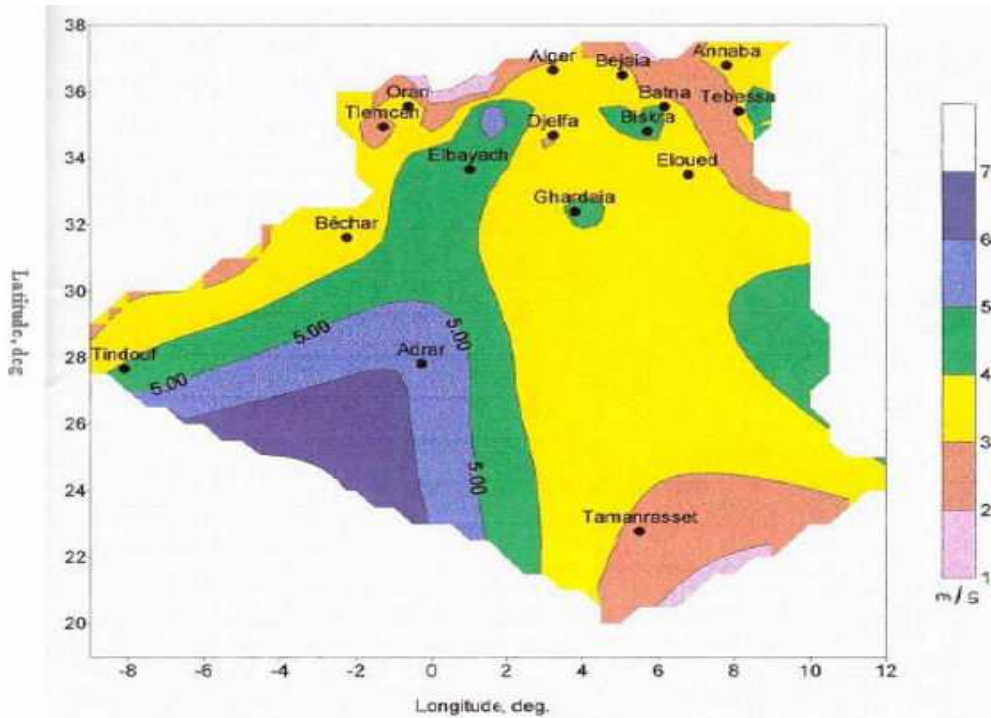 38
36
34
32
30
28
26
24
22
20
Latitude, deg
Alger
Bejaia
Annaba
Oran
Batna
Tlemcen
Tebessa
Biskra
Djelfa
Elbayach
Eloued
Ghardaia
Béchar
5.00
5.00
Tindouf
Adrar
5.00
5.00
Tamanrasset
7
6
5
4
3
2
1
m/s
-8
-6
-4
-2
0
2
4
6
8
10
12
Longitude, deg.